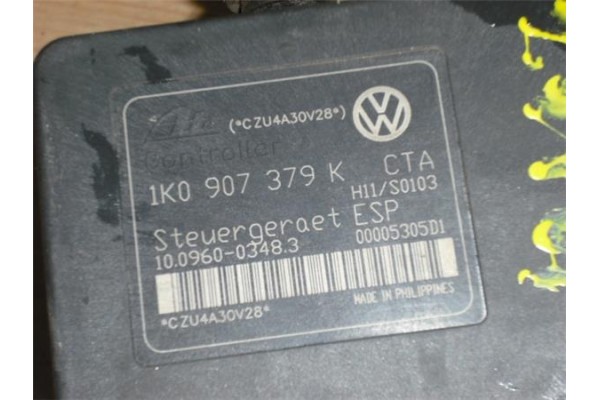 Ate (*CZU4A30V28*)
Controller
1K0 907 379 K CTA
H11/S0103
Steuergeraet ESP
10.0960-0348.3 00005305D1
MADE IN PHILIPPINES
*CZU4A30V28*